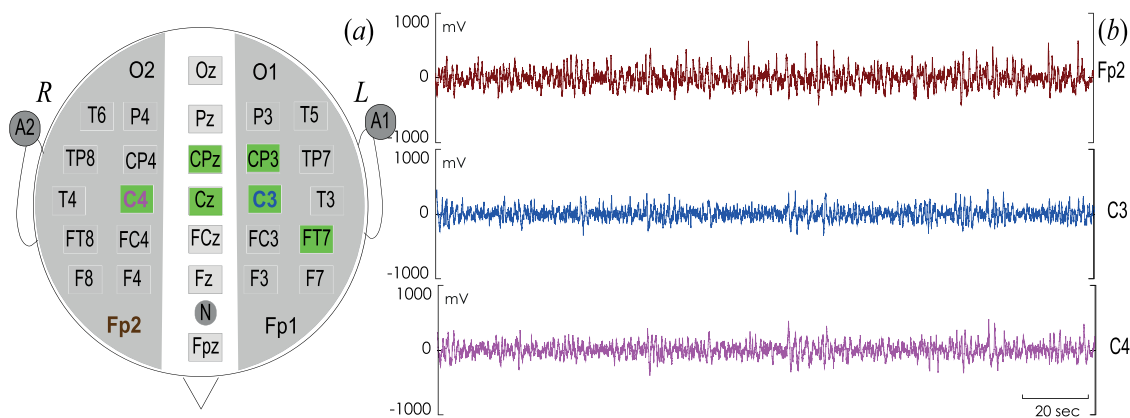 (a)
R
L
O2 Oz O1
T6 P4 Pz P3 T5
A2
A1
TP8 CP4 CPz CP3 TP7
T4 C4 Cz C3 T3
FT8 FC4 FCz FC3 FT7
F8 F4 Fz F3 F7
N
Fp2 Fp1
Fpz
(b)
1000
mV
0
-1000
Fp2
1000
mV
0
-1000
C3
1000
mV
0
-1000
C4
20 sec